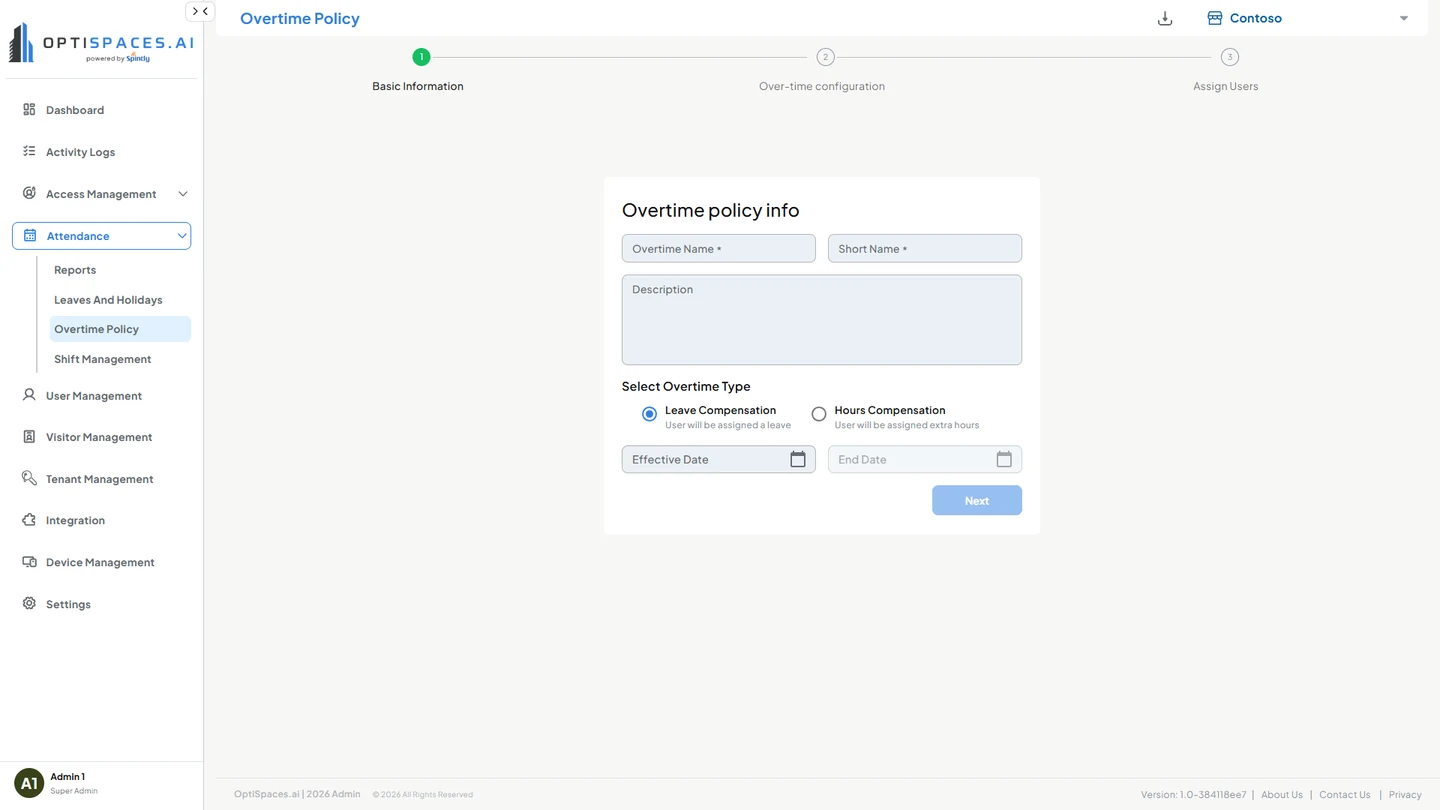 OPTISPACES.AI
powered by Spintly
Dashboard
Activity Logs
Access Management
Attendance
Reports
Leaves And Holidays
Overtime Policy
Shift Management
User Management
Visitor Management
Tenant Management
Integration
Device Management
Settings
A1
Admin 1
Super Admin
Overtime Policy
Contoso
1
2
3
Basic Information
Over-time configuration
Assign Users
Overtime policy info
Overtime Name *
Short Name *
Description
Select Overtime Type
Leave Compensation
User will be assigned a leave
Hours Compensation
User will be assigned extra hours
Effective Date
End Date
Next
OptiSpaces.ai | 2026 Admin
© 2026 All Rights Reserved
Version: 1.0-384118ee7 | About Us | Contact Us | Privacy